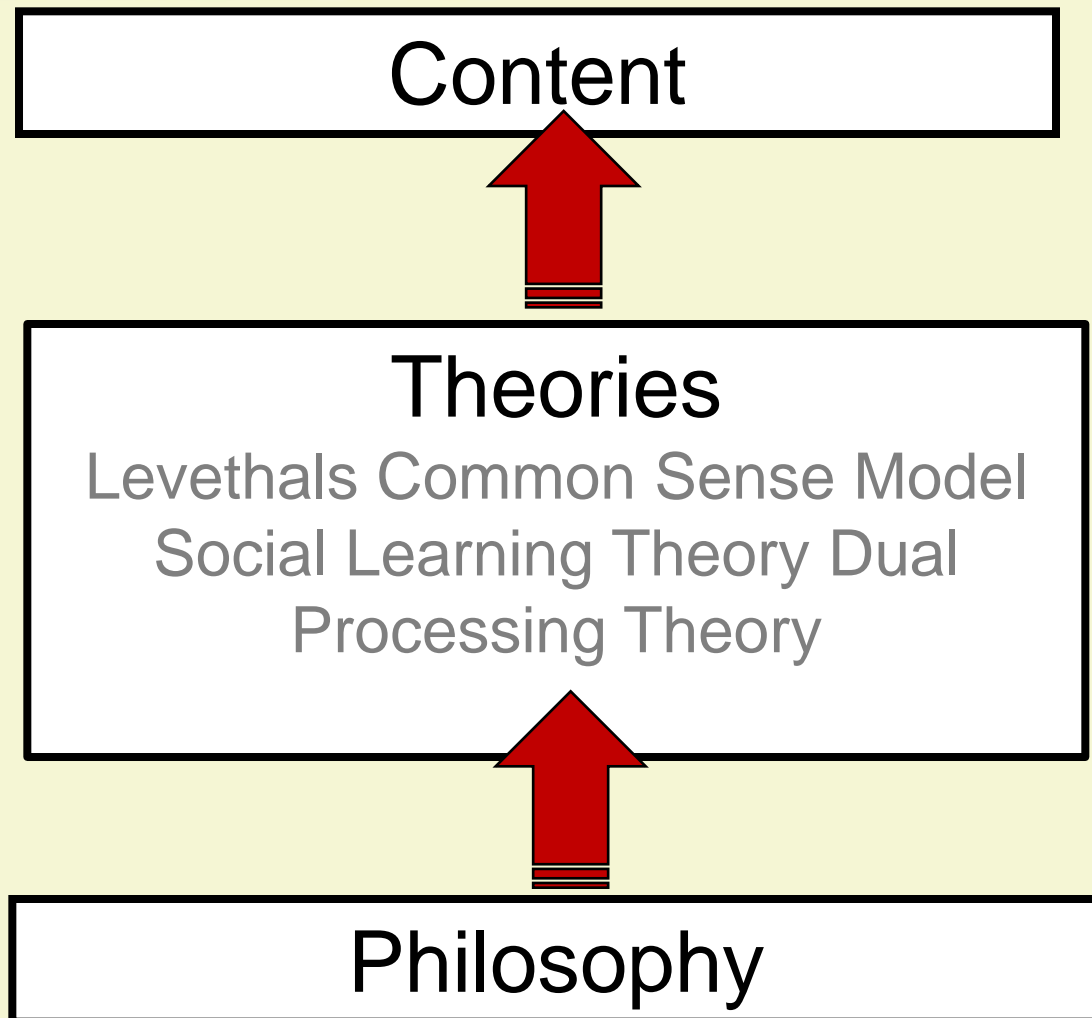 Content
Theories
Levethals Common Sense Model
Social Learning Theory Dual
Processing Theory
Philosophy